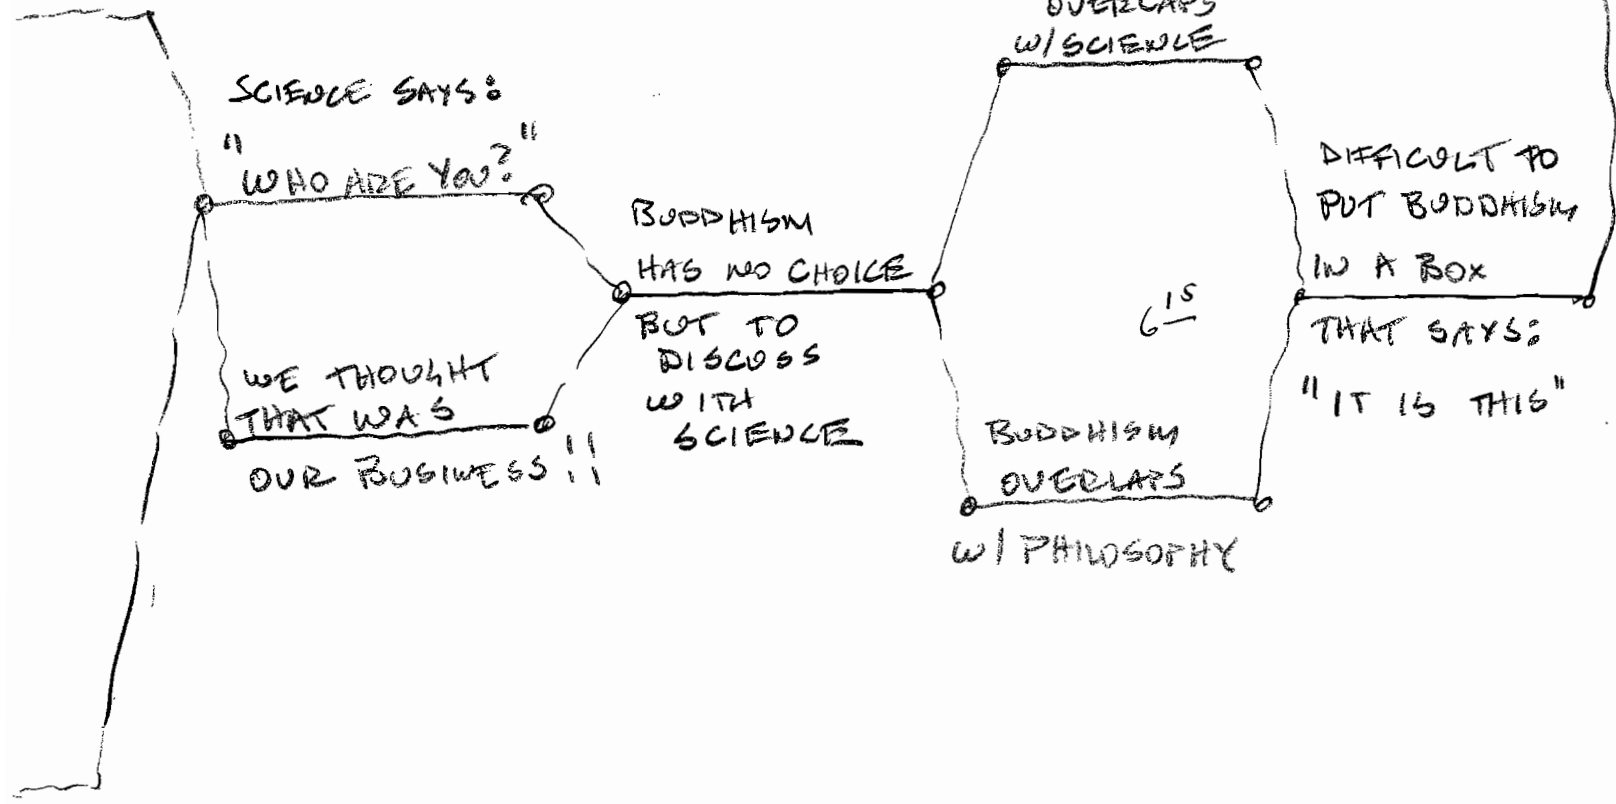 SCIENCE SAYS:
"WHO ARE YOU?"
WE THOUGHT
THAT WAS
OUR BUSINESS!!
BUDDHISM
HAS NO CHOICE
BUT TO
DISCUSS
WITH
SCIENCE
OVERLAPS
W/SCIENCE
6 15
BUDDHISM
OVERLAPS
W/ PHILOSOPHY
DIFFICULT TO
PUT BUDDHISM
IN A BOX
THAT SAYS:
"IT IS THIS"